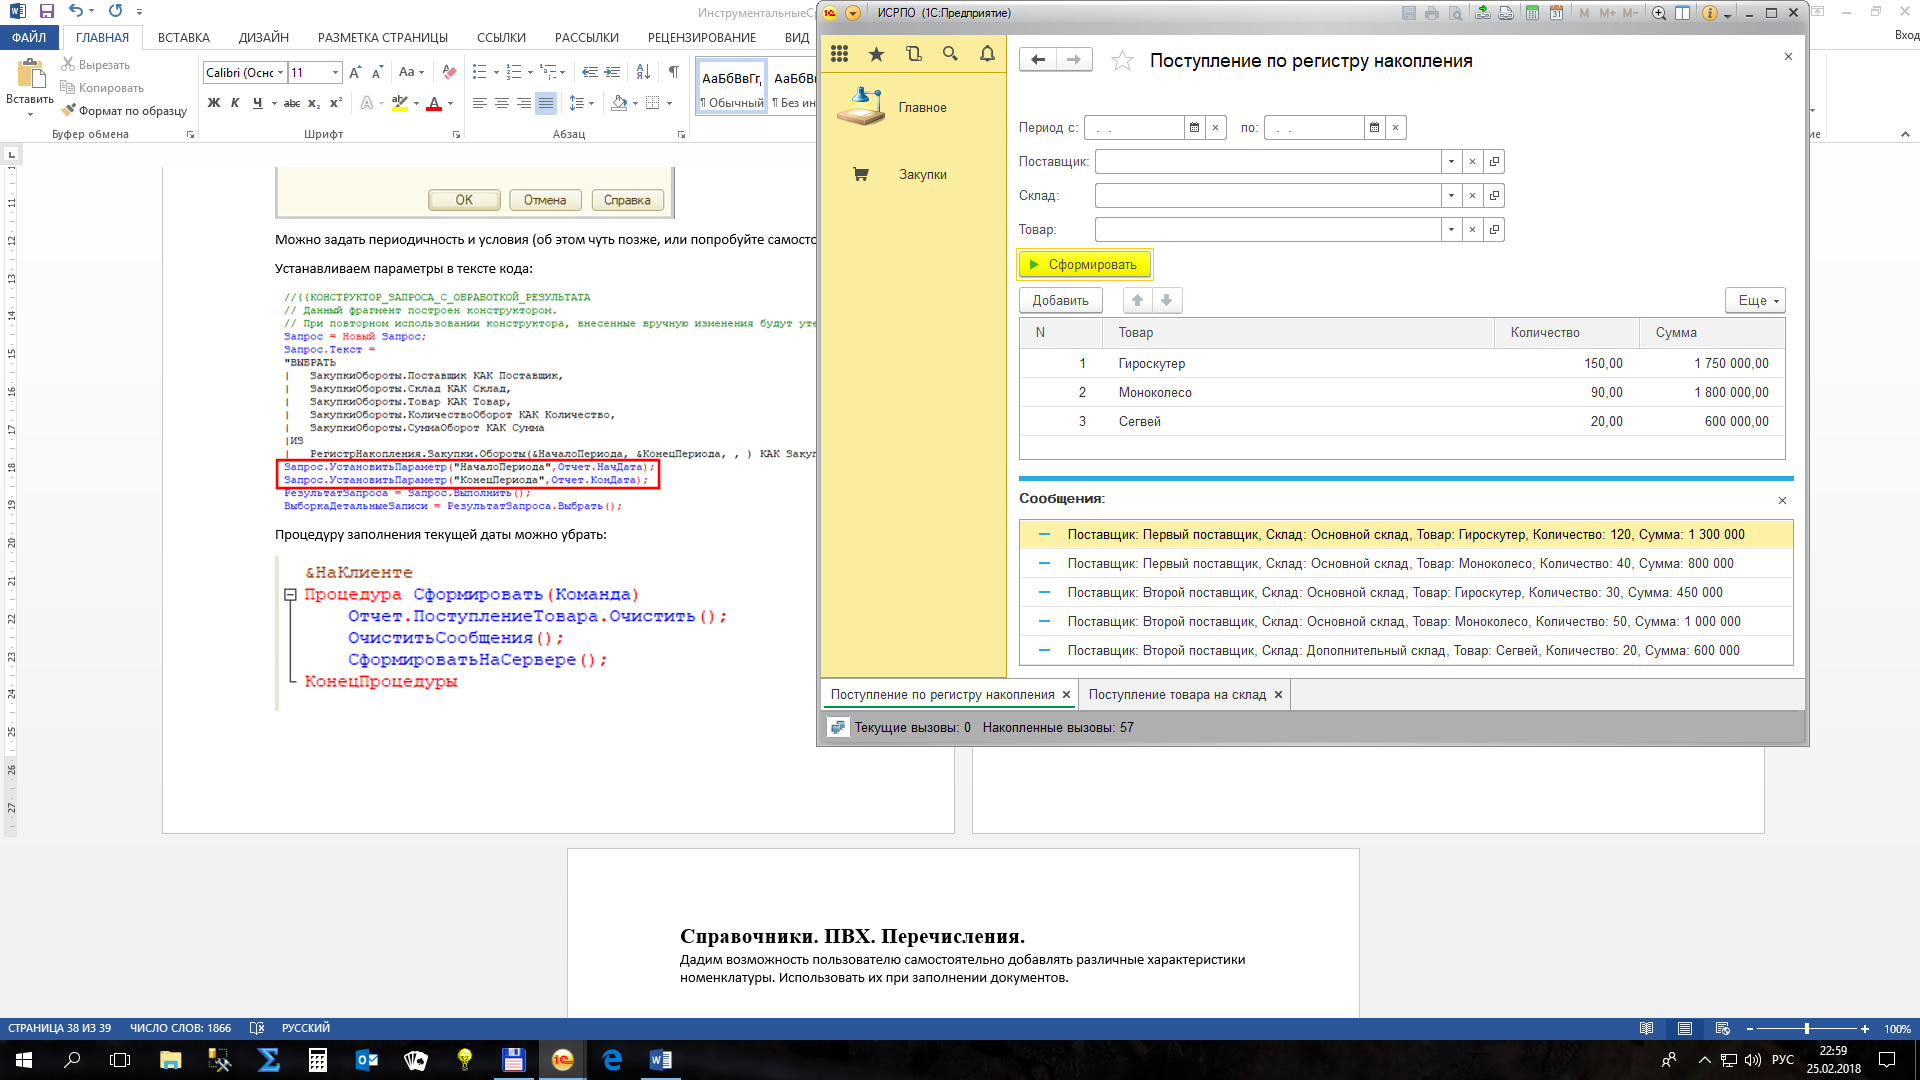 ИнструментальныеСр
ФАЙЛ
ГЛАВНАЯ
ВСТАВКА
ДИЗАЙН
РАЗМЕТКА СТРАНИЦЫ
ССЫЛКИ
РАССЫЛКИ
РЕЦЕНЗИРОВАНИЕ
ВИД
Вход
Вставить
Вырезать
Копировать
Формат по образцу
Буфер обмена
Calibri (Оснс
11
Ж К Ч abc x₂ x²
Шрифт
Абзац
АаБбВвГг,
¶ Обычный
АаБбВ
¶ Без ин
OK
Отмена
Справка
Можно задать периодичность и условия (об этом чуть позже, или попробуйте самосто
Устанавливаем параметры в тексте кода:
//{{КОНСТРУКТОР_ЗАПРОСА_С_ОБРАБОТКОЙ_РЕЗУЛЬТАТА
// Данный фрагмент построен конструктором.
// При повторном использовании конструктора, внесенные вручную изменения будут уте
Запрос = Новый Запрос;
Запрос.Текст =
"ВЫБРАТЬ
| ЗакупкиОбороты.Поставщик КАК Поставщик,
| ЗакупкиОбороты.Склад КАК Склад,
| ЗакупкиОбороты.Товар КАК Товар,
| ЗакупкиОбороты.КоличествоОборот КАК Количество,
| ЗакупкиОбороты.СуммаОборот КАК Сумма
|ИЗ
| РегистрНакопления.Закупки.Обороты(&НачалоПериода, &КонецПериода, , ) КАК Закуп
Запрос.УстановитьПараметр("НачалоПериода",Отчет.НачДата);
Запрос.УстановитьПараметр("КонецПериода",Отчет.КонДата);
РезультатЗапроса = Запрос.Выполнить();
ВыборкаДетальныеЗаписи = РезультатЗапроса.Выбрать();
Процедуру заполнения текущей даты можно убрать:
&НаКлиенте
Процедура Сформировать(Команда)
Отчет.ПоступлениеТовара.Очистить();
ОчиститьСообщения();
СформироватьНаСервере();
КонецПроцедуры
Справочники. ПВХ. Перечисления.
Дадим возможность пользователю самостоятельно добавлять различные характеристики
номенклатуры. Использовать их при заполнении документов.
ИСРПО (1С:Предприятие)
M M+ M-
Главное
Закупки
Поступление по регистру накопления
Период с: . . по: . .
Поставщик:
Склад:
Товар:
Сформировать
Добавить
Еще
N Товар Количество Сумма
1 Гироскутер 150,00 1 750 000,00
2 Моноколесо 90,00 1 800 000,00
3 Сегвей 20,00 600 000,00
Сообщения:
Поставщик: Первый поставщик, Склад: Основной склад, Товар: Гироскутер, Количество: 120, Сумма: 1 300 000
Поставщик: Первый поставщик, Склад: Основной склад, Товар: Моноколесо, Количество: 40, Сумма: 800 000
Поставщик: Второй поставщик, Склад: Основной склад, Товар: Гироскутер, Количество: 30, Сумма: 450 000
Поставщик: Второй поставщик, Склад: Основной склад, Товар: Моноколесо, Количество: 50, Сумма: 1 000 000
Поставщик: Второй поставщик, Склад: Дополнительный склад, Товар: Сегвей, Количество: 20, Сумма: 600 000
Поступление по регистру накопления
Поступление товара на склад
Текущие вызовы: 0 Накопленные вызовы: 57
СТРАНИЦА 38 ИЗ 39
ЧИСЛО СЛОВ: 1866
РУССКИЙ
100%
РУС
22:59
25.02.2018